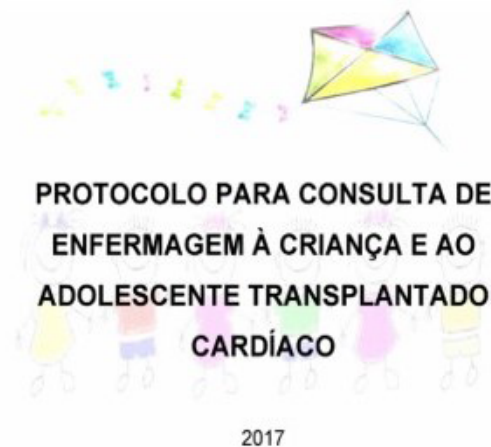 PROTOCOLO PARA CONSULTA DE
ENFERMAGEM À CRIANÇA E AO
ADOLESCENTE TRANSPLANTADO
CARDÍACO
2017